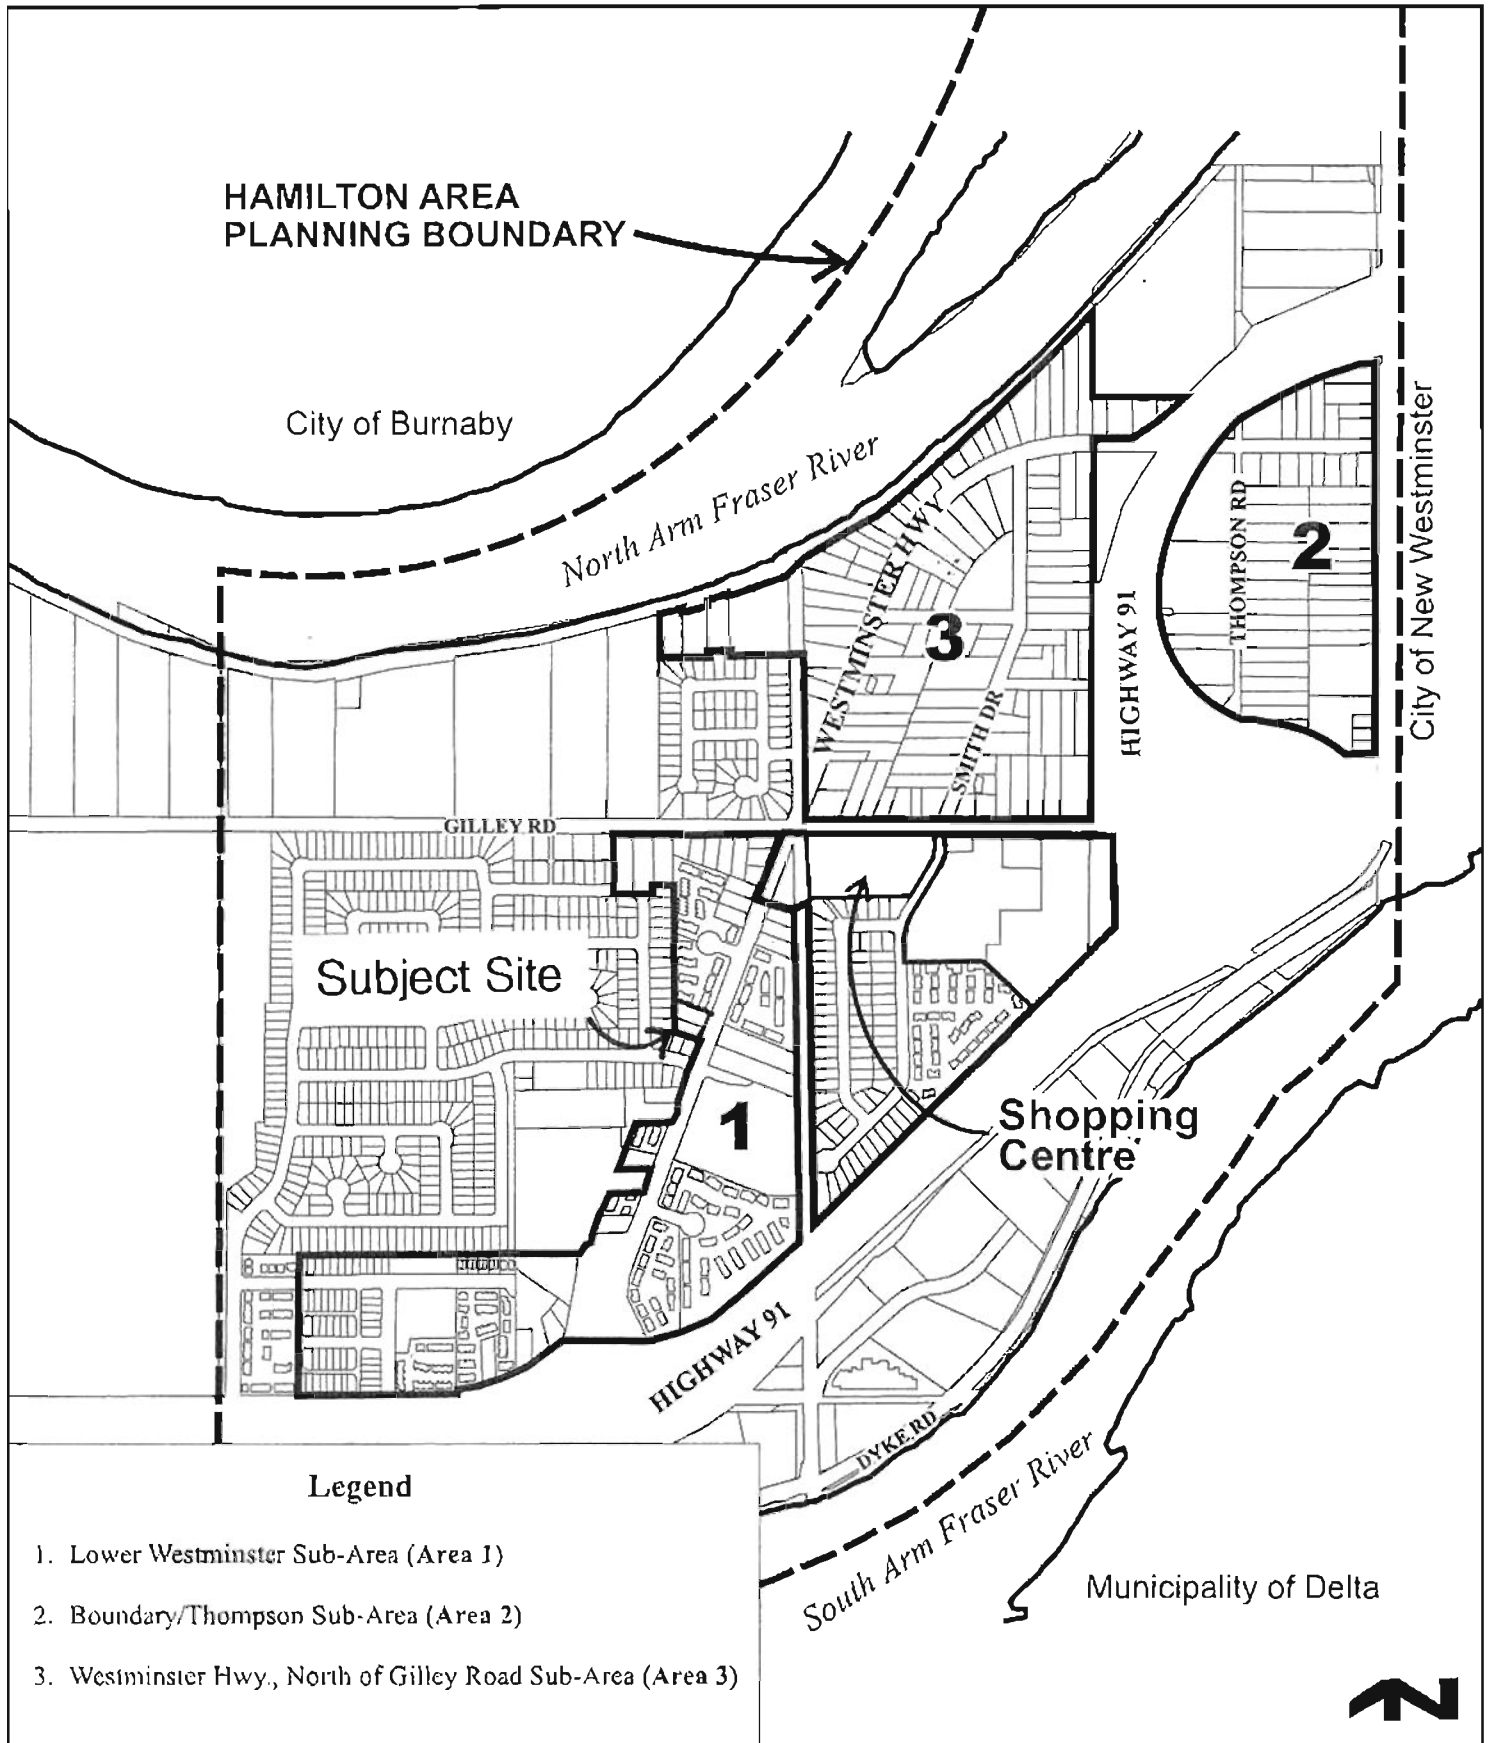 HAMILTON AREA
PLANNING BOUNDARY
City of Burnaby
North Arm Fraser River
WESTMINSTER HWY
3
SMITH DR
HIGHWAY 91
THOMPSON RD
2
City of New Westminster
GILLEY RD
Subject Site
1
Shopping
Centre
HIGHWAY 91
DYKE RD
South Arm Fraser River
Municipality of Delta
Legend
1. Lower Westminster Sub-Area (Area 1)
2. Boundary/Thompson Sub-Area (Area 2)
3. Westminster Hwy., North of Gilley Road Sub-Area (Area 3)
N